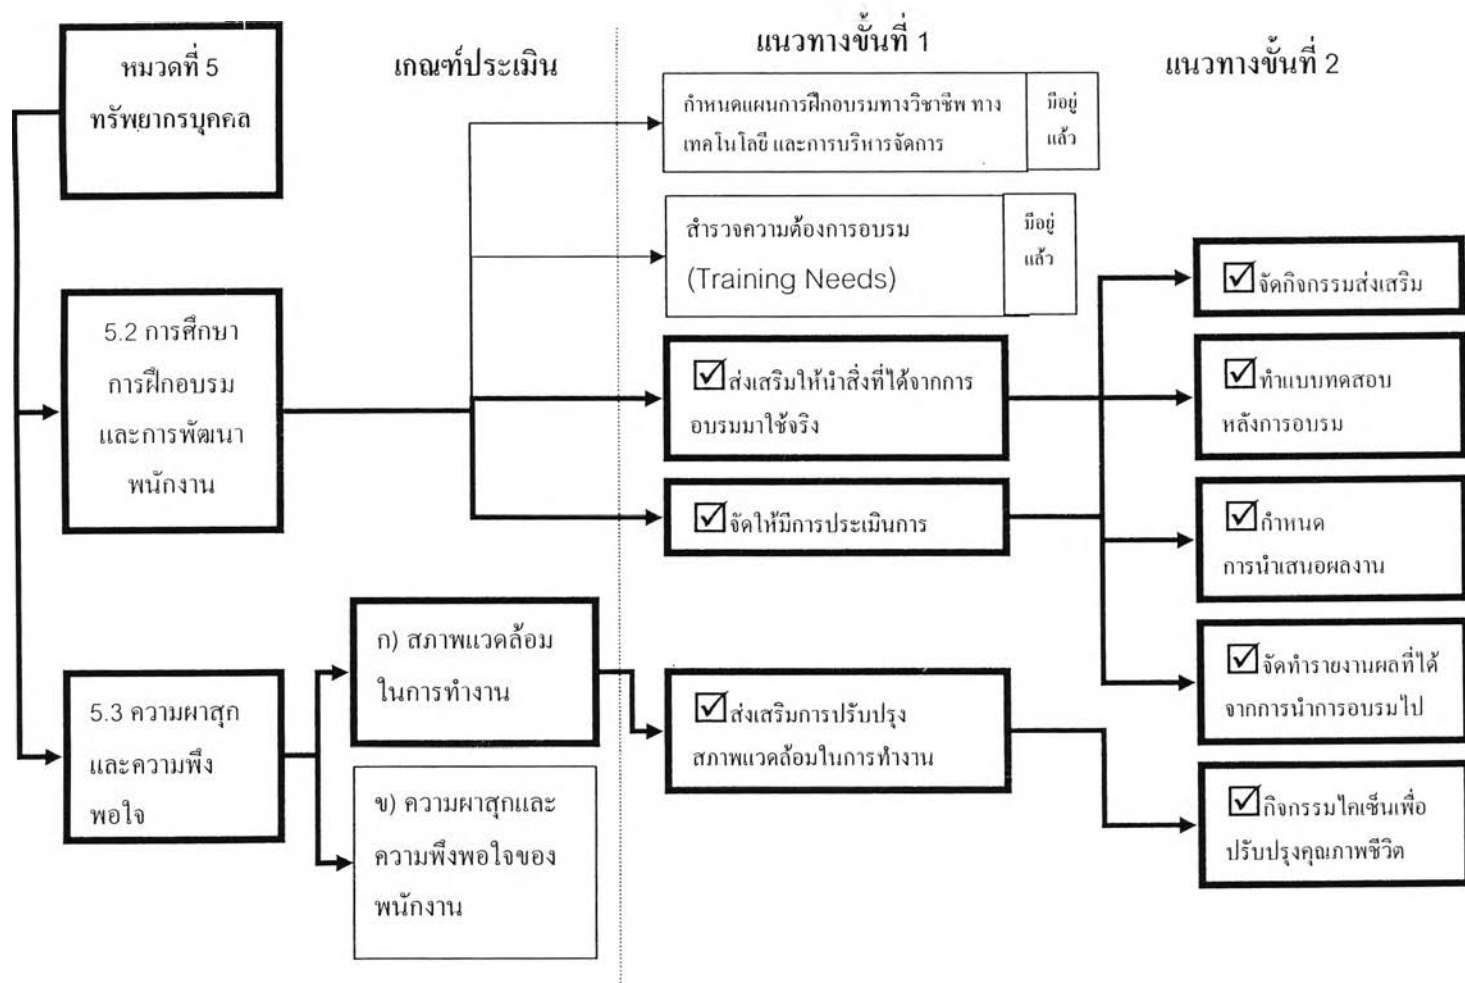 หมวดที่ 5
ทรัพยากรบุคคล
เกณฑ์ประเมิน
แนวทางขั้นที่ 1
แนวทางขั้นที่ 2
กำหนดแผนการฝึกอบรมทางวิชาชีพ ทาง
เทคโนโลยี และการบริหารจัดการ
มีอยู่
แล้ว
สำรวจความต้องการอบรม
(Training Needs)
มีอยู่
แล้ว
5.2 การศึกษา
การฝึกอบรม
และการพัฒนา
พนักงาน
ส่งเสริมให้นำสิ่งที่ได้จากการ
อบรมมาใช้จริง
จัดให้มีการประเมินการ
จัดกิจกรรมส่งเสริม
ทำแบบทดสอบ
หลังการอบรม
กำหนด
การนำเสนอผลงาน
จัดทำรายงานผลที่ได้
จากการนำการอบรมไป
5.3 ความผาสุก
และความพึง
พอใจ
ก) สภาพแวดล้อม
ในการทำงาน
ข) ความผาสุกและ
ความพึงพอใจของ
พนักงาน
ส่งเสริมการปรับปรุง
สภาพแวดล้อมในการทำงาน
กิจกรรมไคเซ็นเพื่อ
ปรับปรุงคุณภาพชีวิต